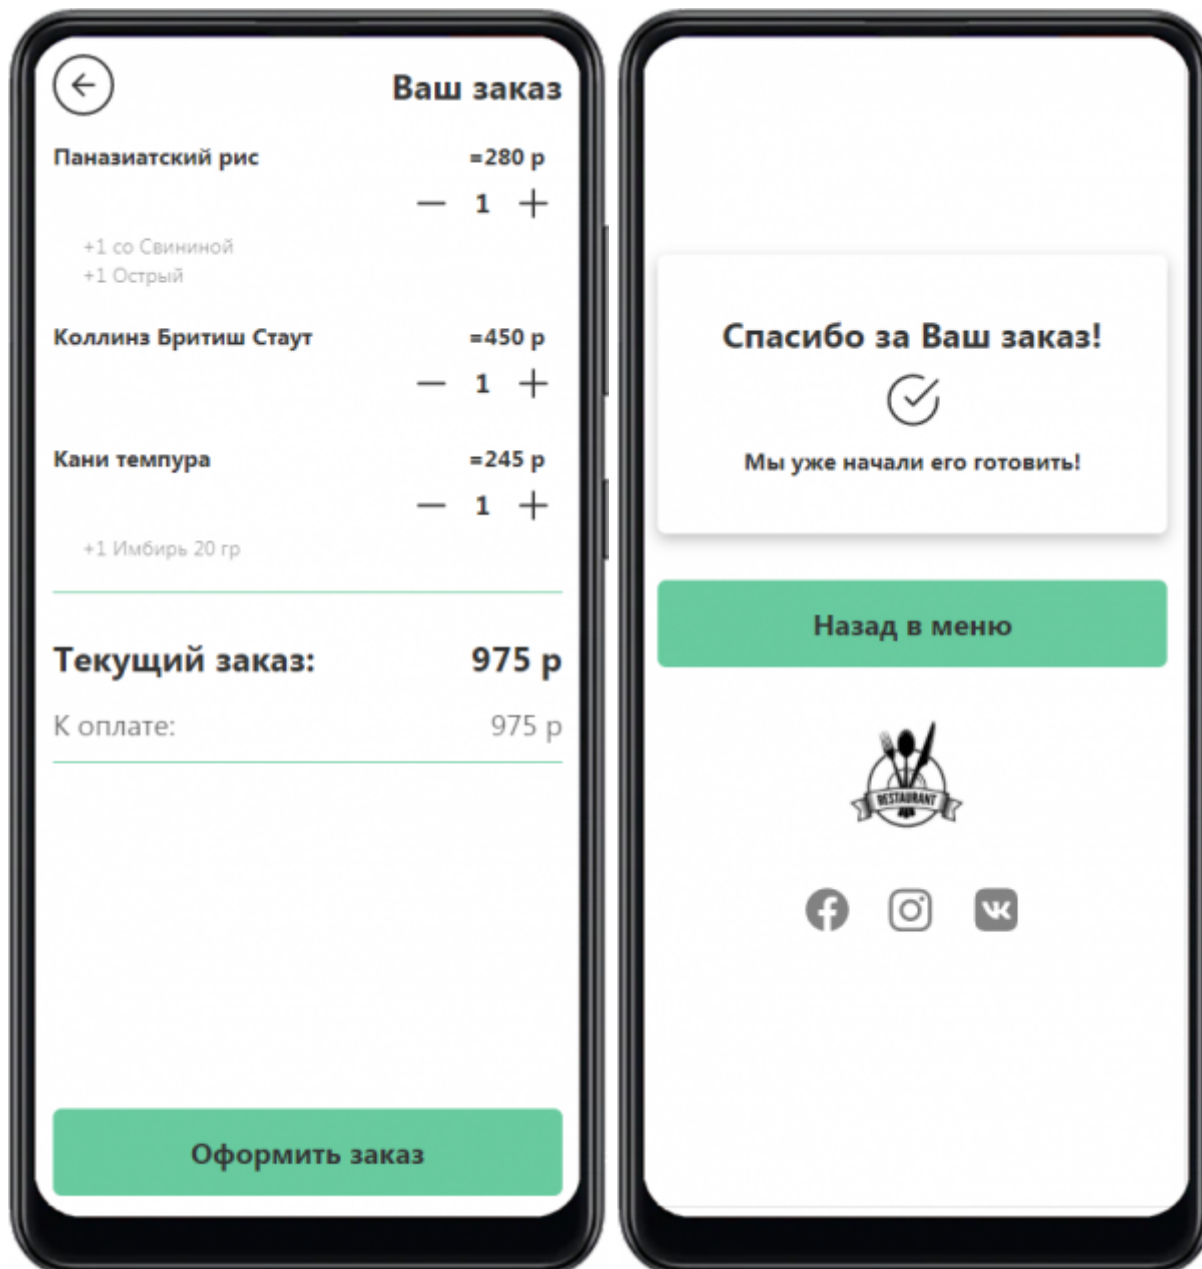 Ваш заказ
Паназиатский рис =280 р
1
+1 со Свининой
+1 Острый
Коллинз Бритиш Стаут =450 р
1
Кани темпура =245 р
1
+1 Имбирь 20 гр
Текущий заказ: 975 р
К оплате: 975 р
Оформить заказ
Спасибо за Ваш заказ!
Мы уже начали его готовить!
Назад в меню
RESTAURANT